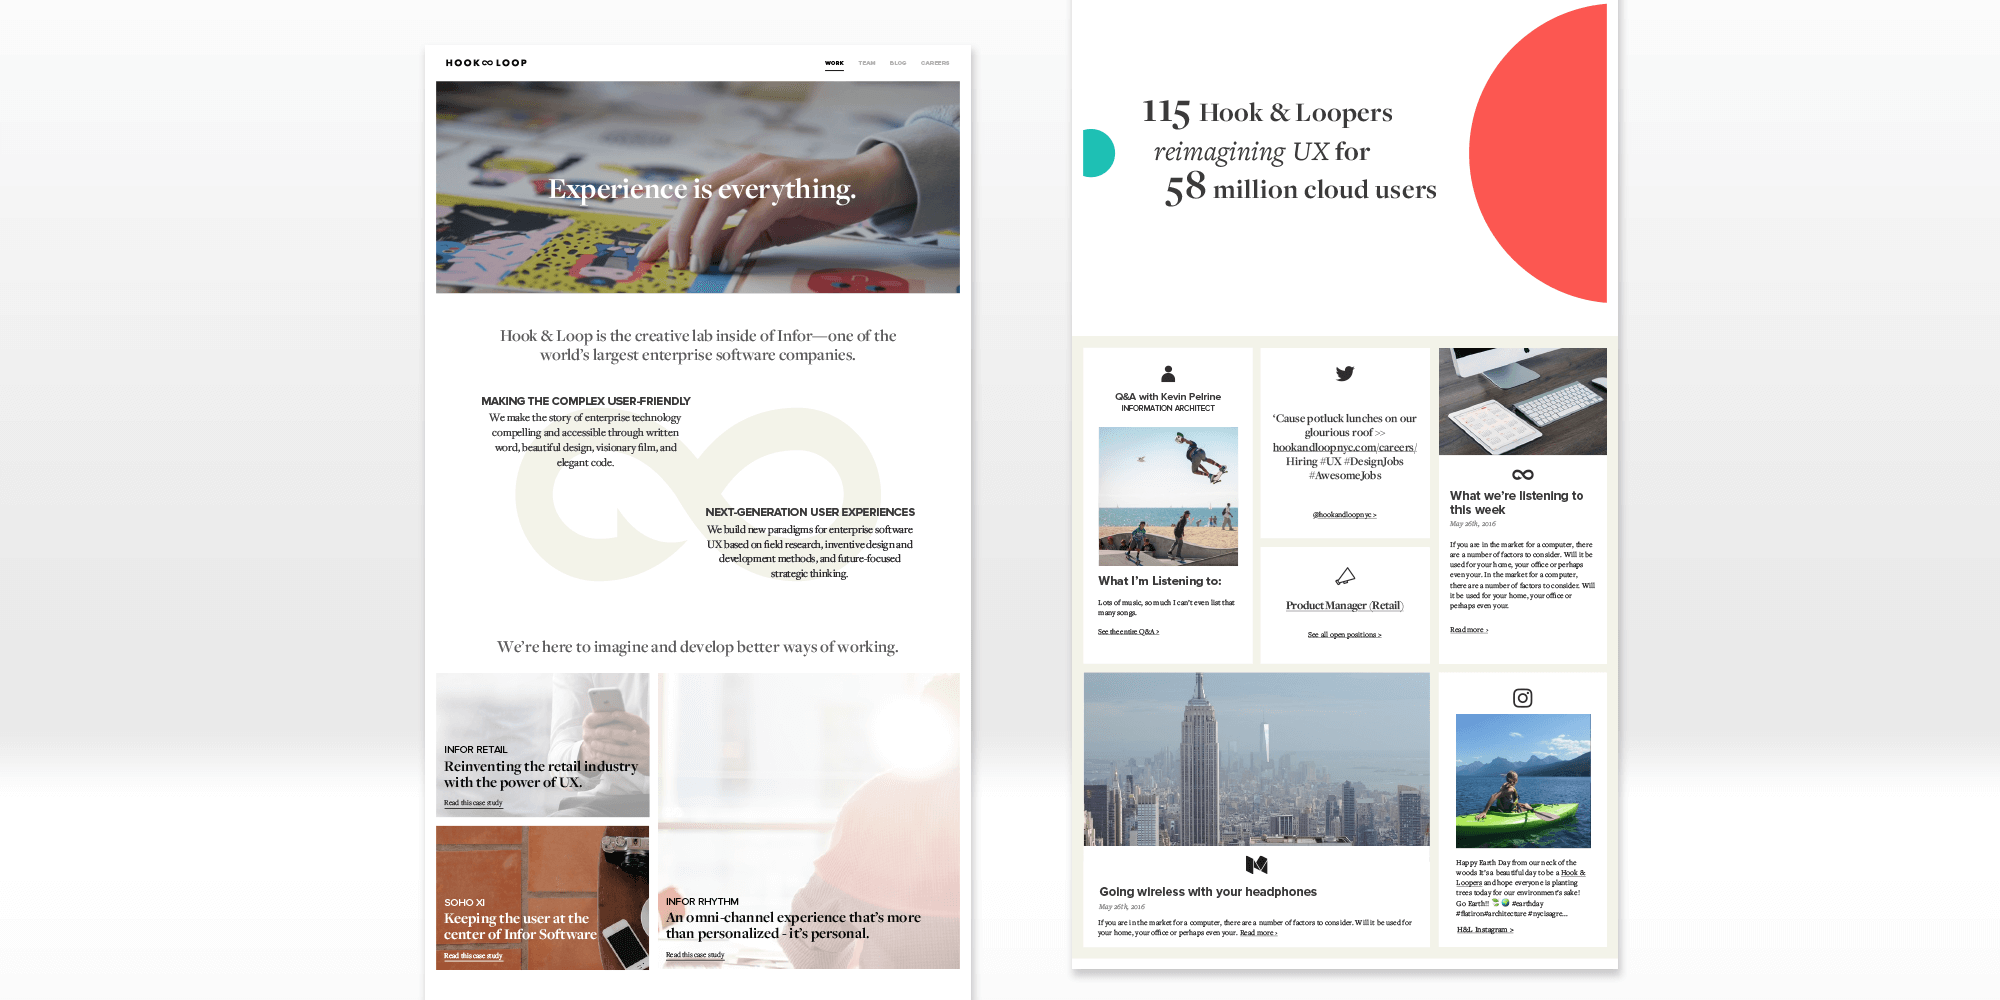 HOOK LOOP
WORK TEAM BLOG CAREERS
Experience is everything.
Hook & Loop is the creative lab inside of Infor—one of the
world's largest enterprise software companies.
MAKING THE COMPLEX USER-FRIENDLY
We make the story of enterprise technology
compelling and accessible through written
word, beautiful design, visionary film, and
elegant code.
NEXT-GENERATION USER EXPERIENCES
We build new paradigms for enterprise software
UX based on field research, inventive design and
development methods, and future-focused
strategic thinking.
We're here to imagine and develop better ways of working.
INFOR RETAIL
Reinventing the retail industry
with the power of UX.
Read this case study
SOHO XI
Keeping the user at the
center of Infor Software
Read this case study
INFOR RHYTHM
An omni-channel experience that's more
than personalized - it's personal.
Read this case study
115 Hook & Loopers
reimagining UX for
58 million cloud users
Q&A with Kevin Pelrine
INFORMATION ARCHITECT
What I'm Listening to:
Lots of music, so much I can't even list that
many songs.
See the entire Q&A >
'Cause potluck lunches on our
glourious roof >>
hookandloopnyc.com/careers/
Hiring #UX #DesignJobs
#AwesomeJobs
@hookandloopnyc >
Product Manager (Retail)
See all open positions >
What we're listening to
this week
May 26th, 2016
If you are in the market for a computer, there
are a number of factors to consider. Will it be
used for your home, your office or perhaps
even your. In the market for a computer,
there are a number of factors to consider. Will
it be used for your home, your office or
perhaps even your.
Read more >
Going wireless with your headphones
May 26th, 2016
If you are in the market for a computer, there are a number of factors to consider. Will it be used for
your home, your office or perhaps even your. Read more >
Happy Earth Day from our neck of the
woods It's a beautiful day to be a Hook &
Loopers and hope everyone is planting
trees today for our environment's sake!
Go Earth!! 🌱🌎 #earthday
#flatiron#architecture #nycisagre...
H&L Instagram >